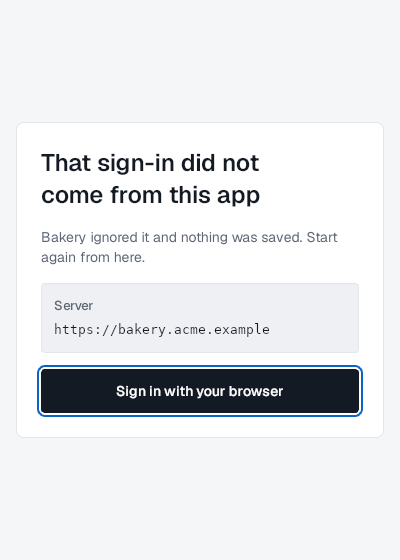 That sign-in did not
come from this app
Bakery ignored it and nothing was saved. Start
again from here.
Server
https://bakery.acme.example
Sign in with your browser